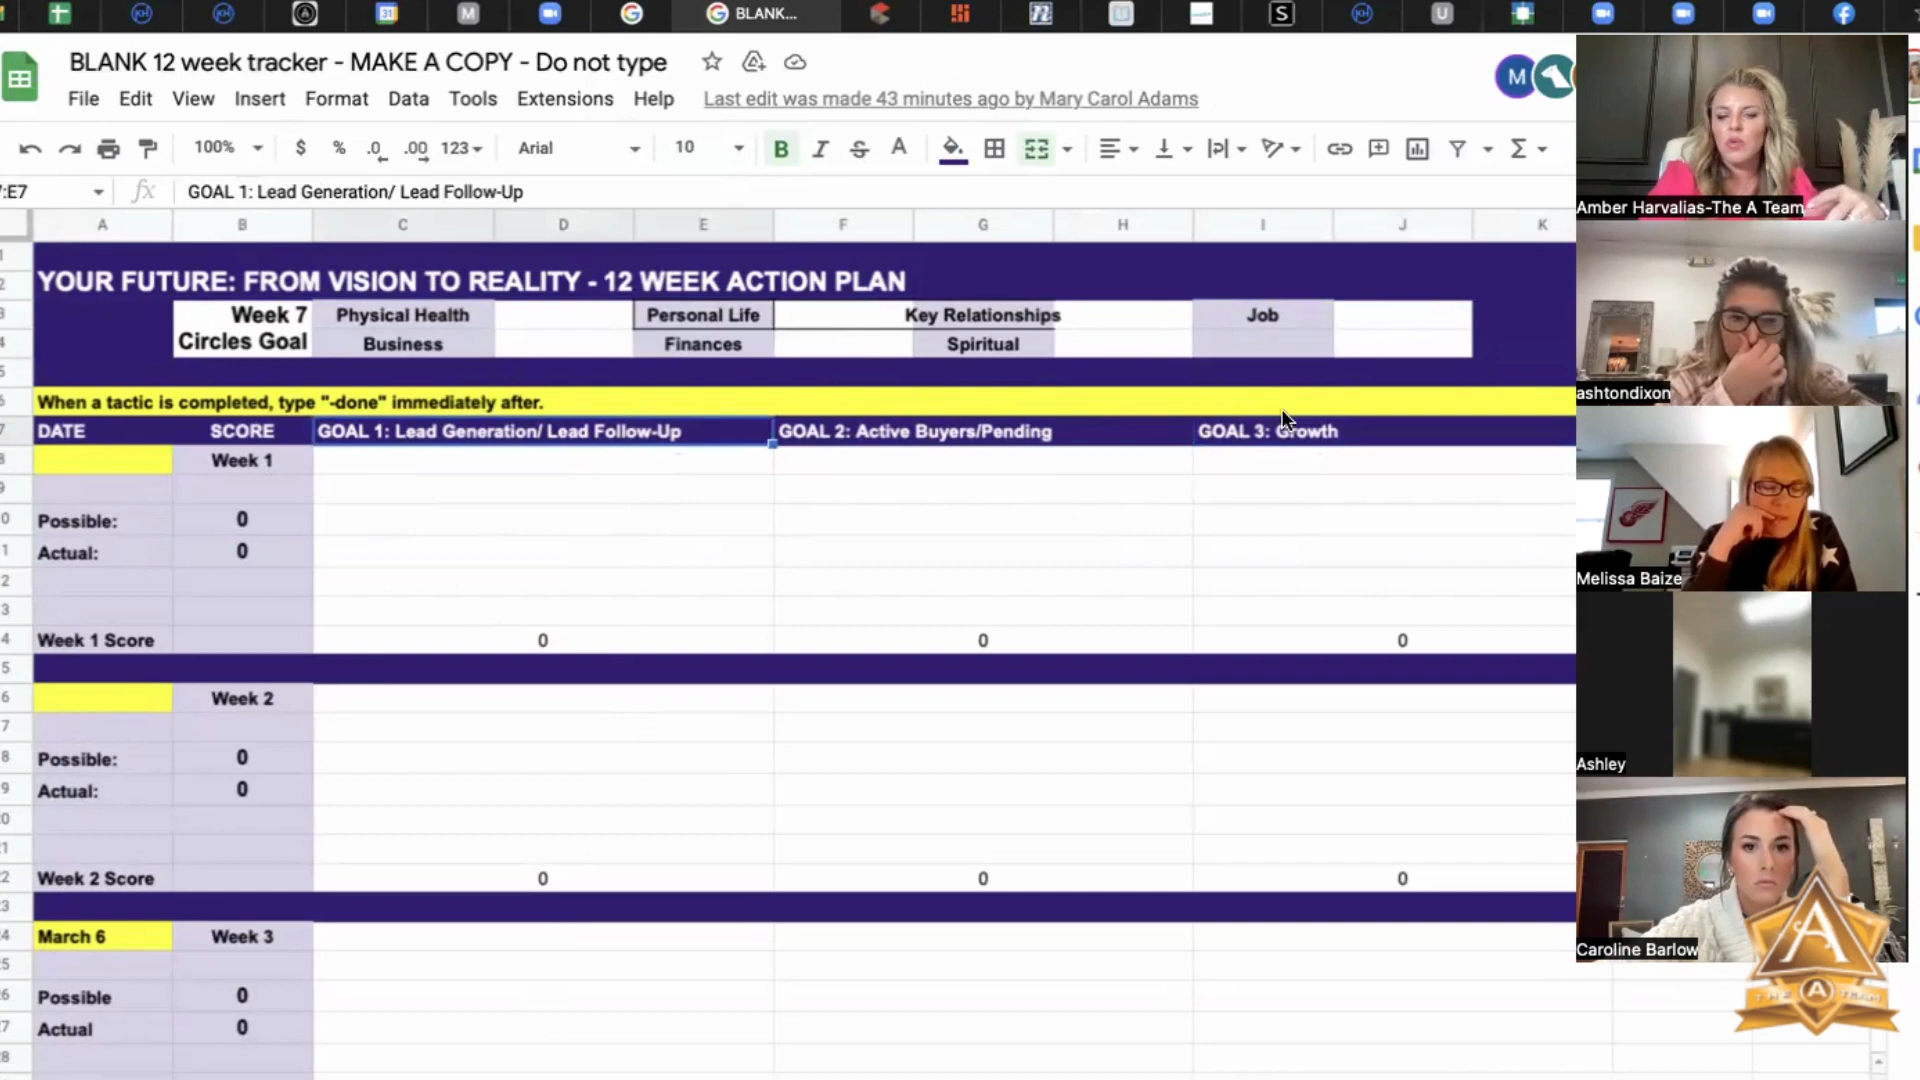 BLANK...
BLANK 12 week tracker - MAKE A COPY - Do not type
File Edit View Insert Format Data Tools Extensions Help Last edit was made 43 minutes ago by Mary Carol Adams
M
100% $ % .0 .00 123 Arial 10 B I S A
:E7 fx GOAL 1: Lead Generation/ Lead Follow-Up
A B C D E F G H I J K
YOUR FUTURE: FROM VISION TO REALITY - 12 WEEK ACTION PLAN
Week 7 Physical Health Personal Life Key Relationships Job
Circles Goal Business Finances Spiritual
When a tactic is completed, type "-done" immediately after.
DATE SCORE GOAL 1: Lead Generation/ Lead Follow-Up GOAL 2: Active Buyers/Pending GOAL 3: Growth
Week 1
Possible: 0
Actual: 0
Week 1 Score 0 0 0
Week 2
Possible: 0
Actual: 0
Week 2 Score 0 0 0
March 6 Week 3
Possible 0
Actual 0
Amber Harvalias-The A Team
ashtondixon
Melissa Baize
Ashley
Caroline Barlow
A
THE A TEAM